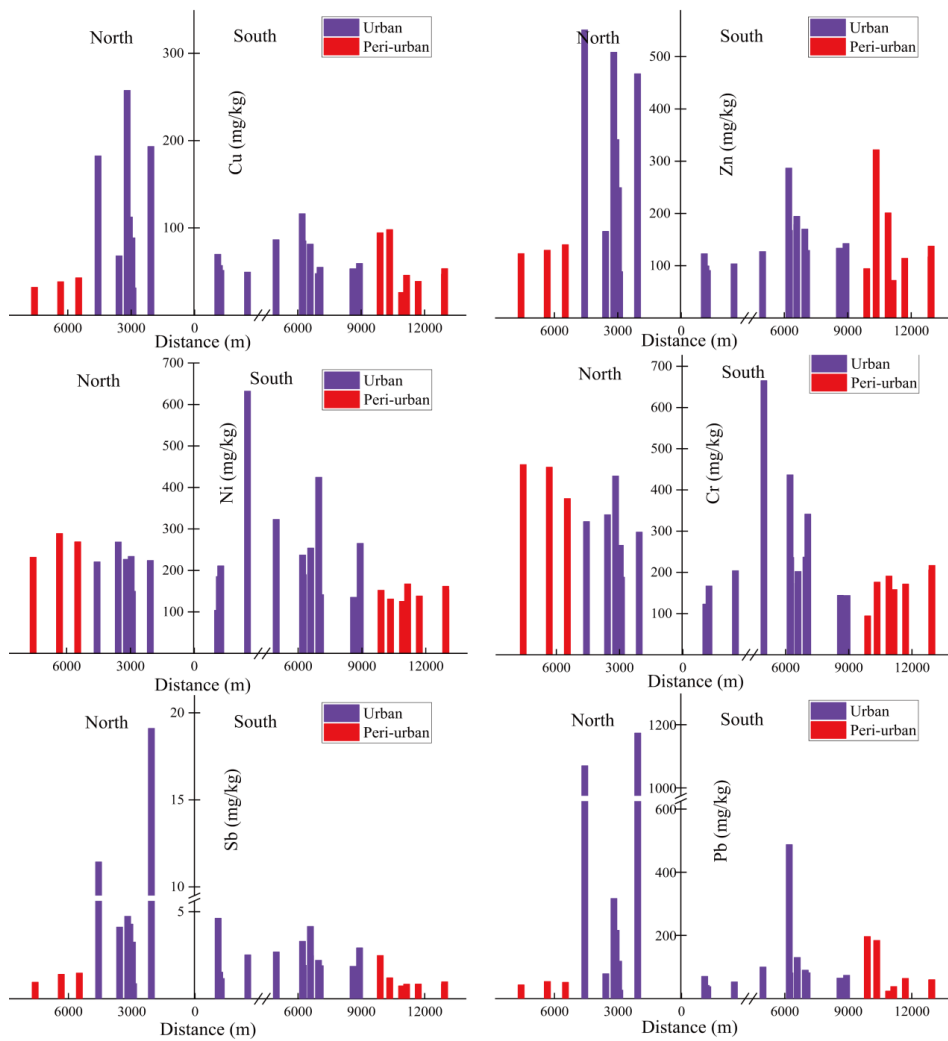 North South Urban
Peri-urban
Cu (mg/kg)
300
200
100
6000 3000 0 6000 9000 12000
Distance (m)
North South Urban
Peri-urban
Zn (mg/kg)
500
400
300
200
100
6000 3000 0 6000 9000 12000
Distance (m)
North South Urban
Peri-urban
Ni (mg/kg)
700
600
500
400
300
200
100
6000 3000 0 6000 9000 12000
Distance (m)
North South Urban
Peri-urban
Cr (mg/kg)
700
600
500
400
300
200
100
6000 3000 0 6000 9000 12000
Distance (m)
North South Urban
Peri-urban
Sb (mg/kg)
20
15
10
5
6000 3000 0 6000 9000 12000
Distance (m)
North South Urban
Peri-urban
Pb (mg/kg)
1200
1000
600
400
200
6000 3000 0 6000 9000 12000
Distance (m)